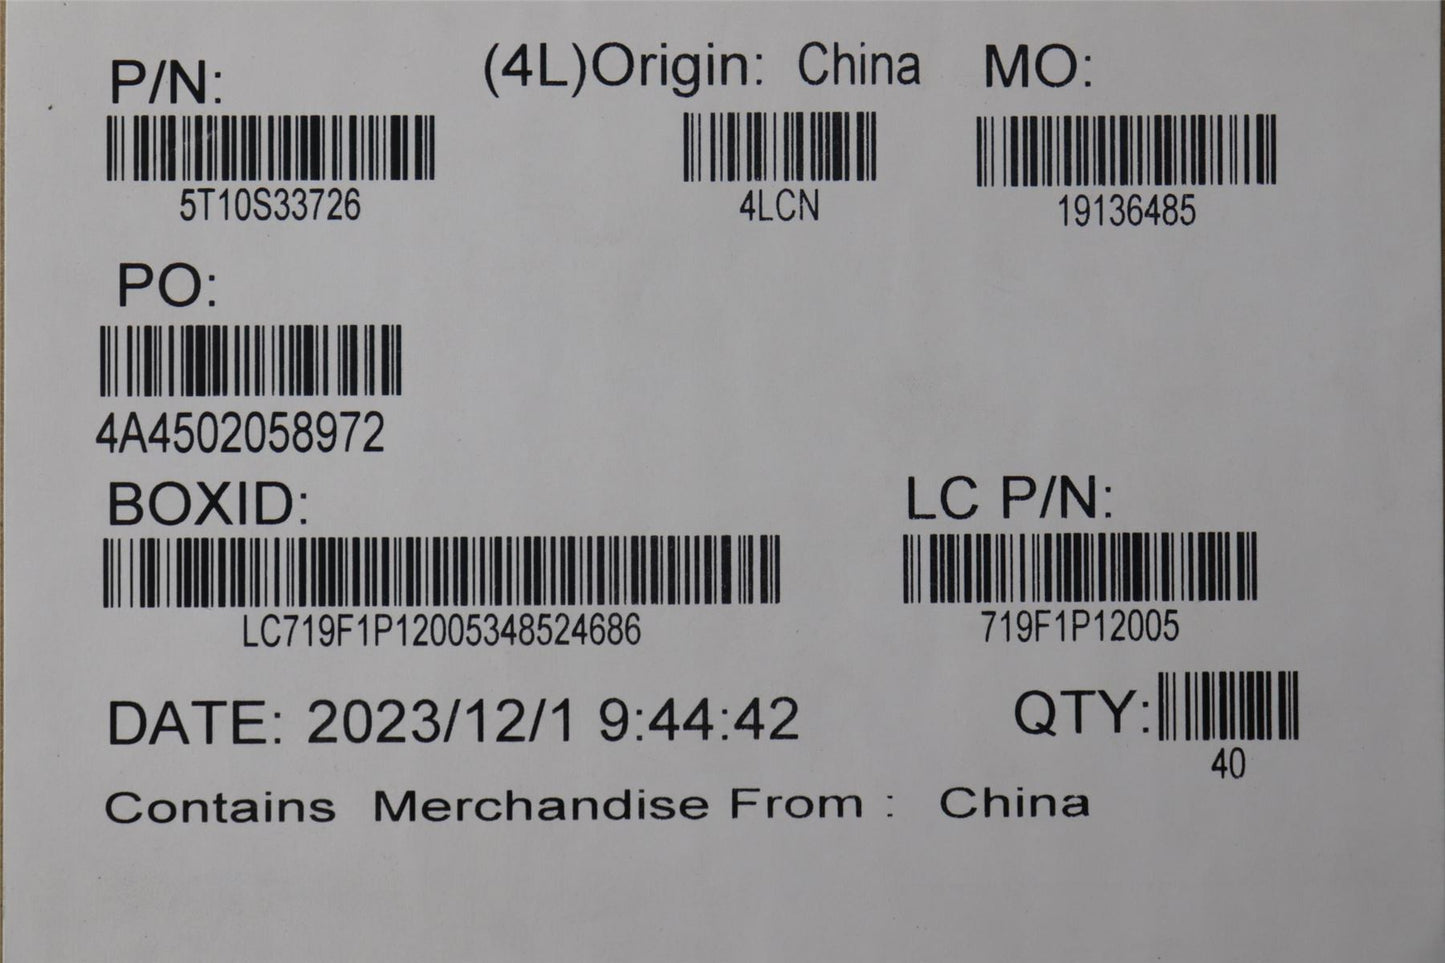 P/N: (4L)Origin: China MO:
5T10S33726 4LCN 19136485
PO:
4A4502058972
BOXID: LC P/N:
LC719F1P12005348524686 719F1P12005
DATE: 2023/12/1 9:44:42 QTY:
40
Contains Merchandise From : China